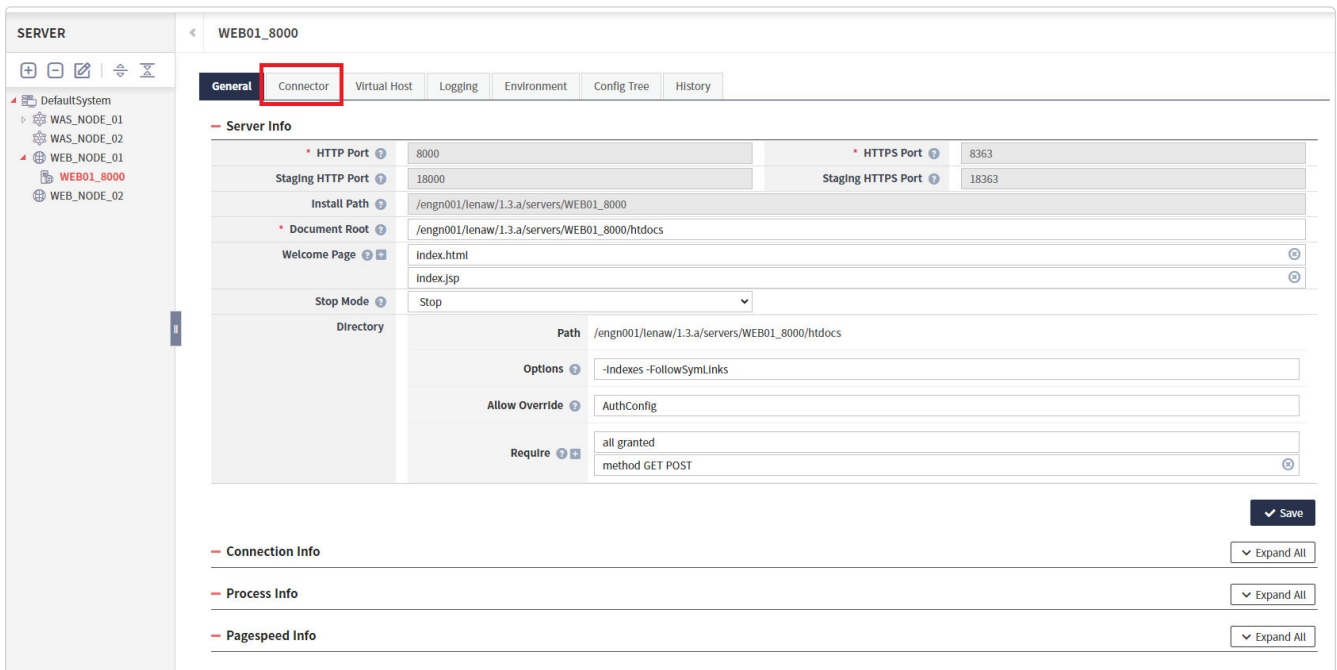 SERVER
WEB01_8000
DefaultSystem
WAS_NODE_01
WAS_NODE_02
WEB_NODE_01
WEB01_8000
WEB_NODE_02
General Connector Virtual Host Logging Environment Config Tree History
Server Info
* HTTP Port 8000 * HTTPS Port 8363
Staging HTTP Port 18000 Staging HTTPS Port 18363
Install Path /engn001/lenaw/1.3.a/servers/WEB01_8000
* Document Root /engn001/lenaw/1.3.a/servers/WEB01_8000/htdocs
Welcome Page index.html
index.jsp
Stop Mode Stop
Directory
Path /engn001/lenaw/1.3.a/servers/WEB01_8000/htdocs
Options -Indexes -FollowSymLinks
Allow Override AuthConfig
Require all granted
method GET POST
Save
Connection Info Expand All
Process Info Expand All
Pagespeed Info Expand All